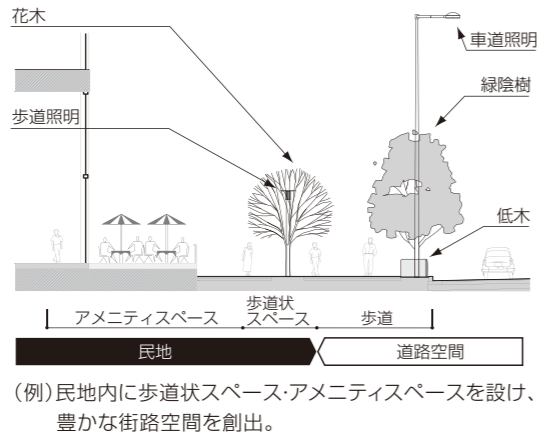 花木
車道照明
緑陰樹
歩道照明
低木
アメニティスペース
歩道状
スペース
歩道
民地
道路空間
(例)民地内に歩道状スペース・アメニティスペースを設け、
豊かな街路空間を創出。